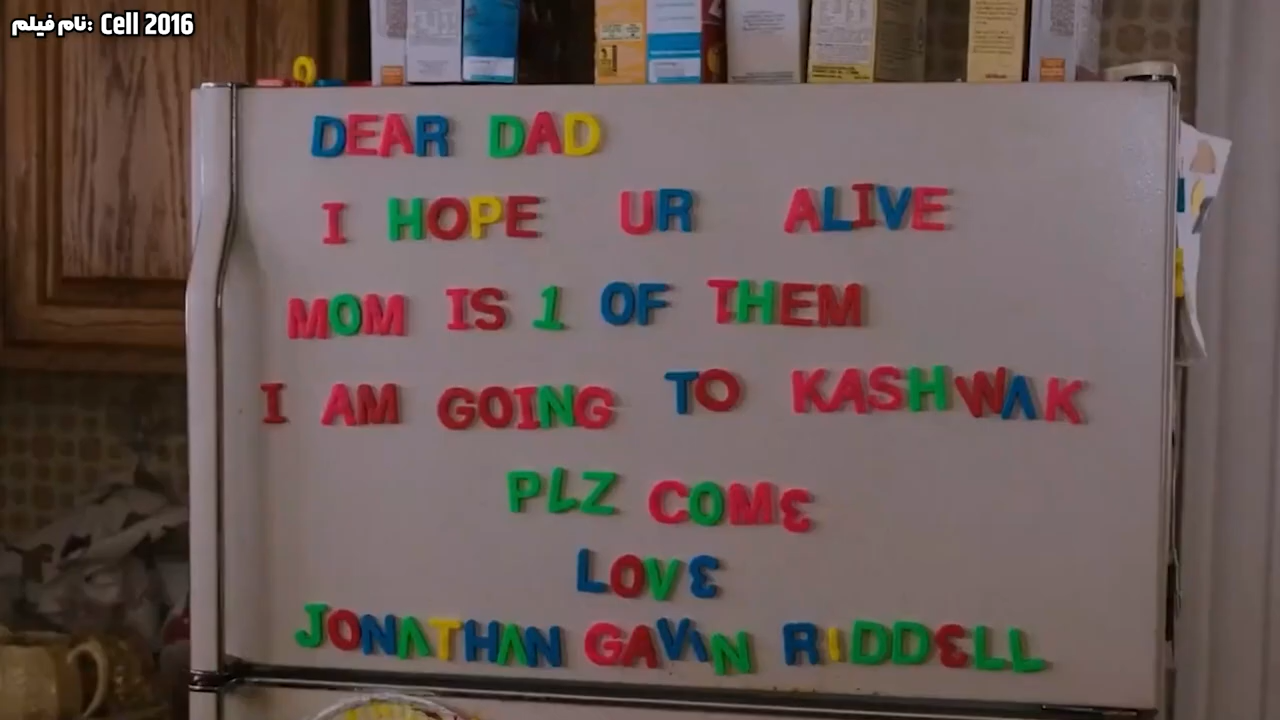 نام فیلم: Cell 2016
DEAR DAD
I HOPE UR ALIVE
MOM IS 1 OF THEM
I AM GOING TO KASHWAK
PLZ COME
LOVE
JONATHAN GAVIN RIDDELL